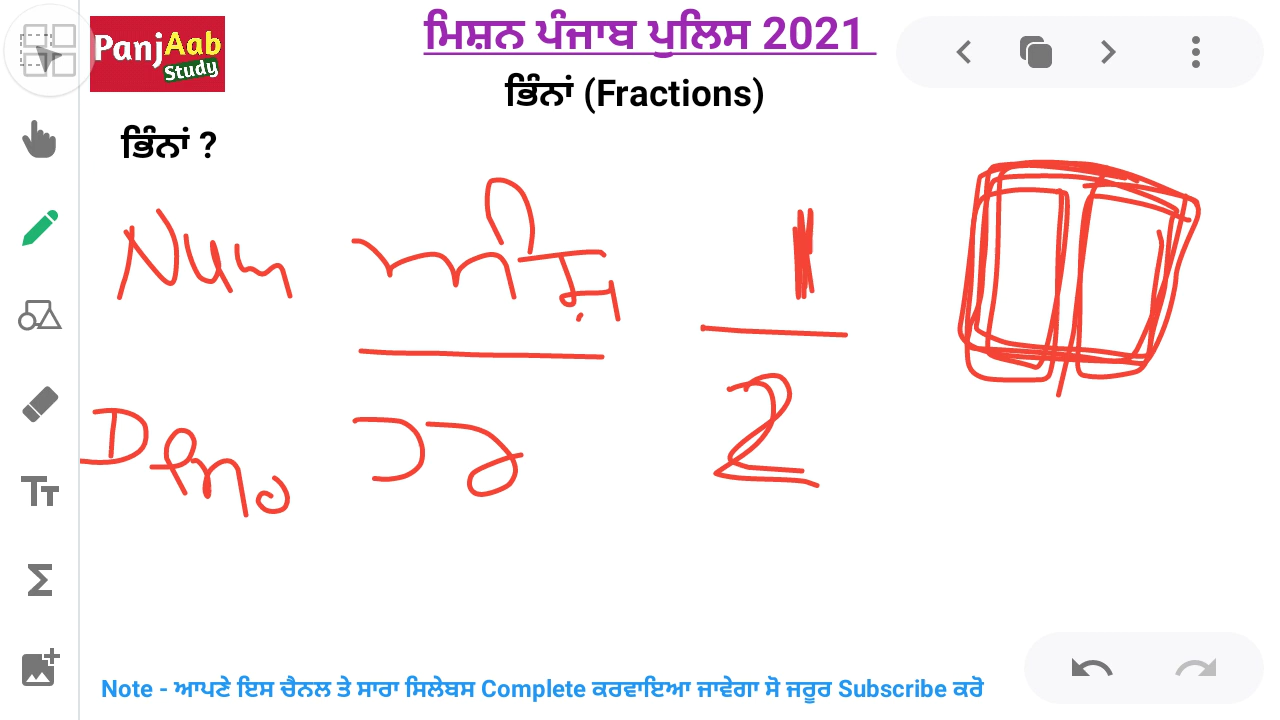 PanjAab
Study
ਮਿਸ਼ਨ ਪੰਜਾਬ ਪੁਲਿਸ 2021
ਭਿੰਨਾਂ (Fractions)
ਭਿੰਨਾਂ ?
Num ਅੰਸ਼ 1
Deno ਹਰ 2
Note - ਆਪਣੇ ਇਸ ਚੈਨਲ ਤੇ ਸਾਰਾ ਸਿਲੇਬਸ Complete ਕਰਵਾਇਆ ਜਾਵੇਗਾ ਸੋ ਜਰੂਰ Subscribe ਕਰੋ